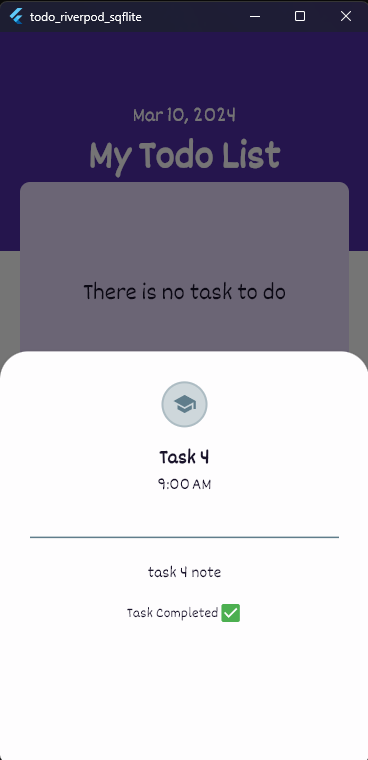 todo_riverpod_sqflite
Mar 10, 2024
My Todo List
There is no task to do
Task 4
9:00 AM
task 4 note
Task Completed